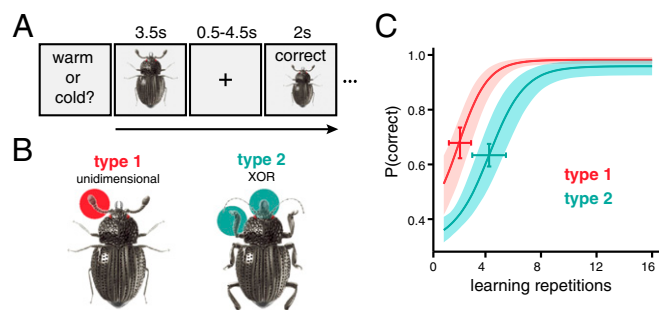 A
3.5s 0.5-4.5s 2s
warm
or
cold?
+
correct
...
B
type 1
unidimensional
type 2
XOR
C
P(correct)
1.0
0.8
0.6
0.4
type 1
type 2
0 4 8 12 16
learning repetitions